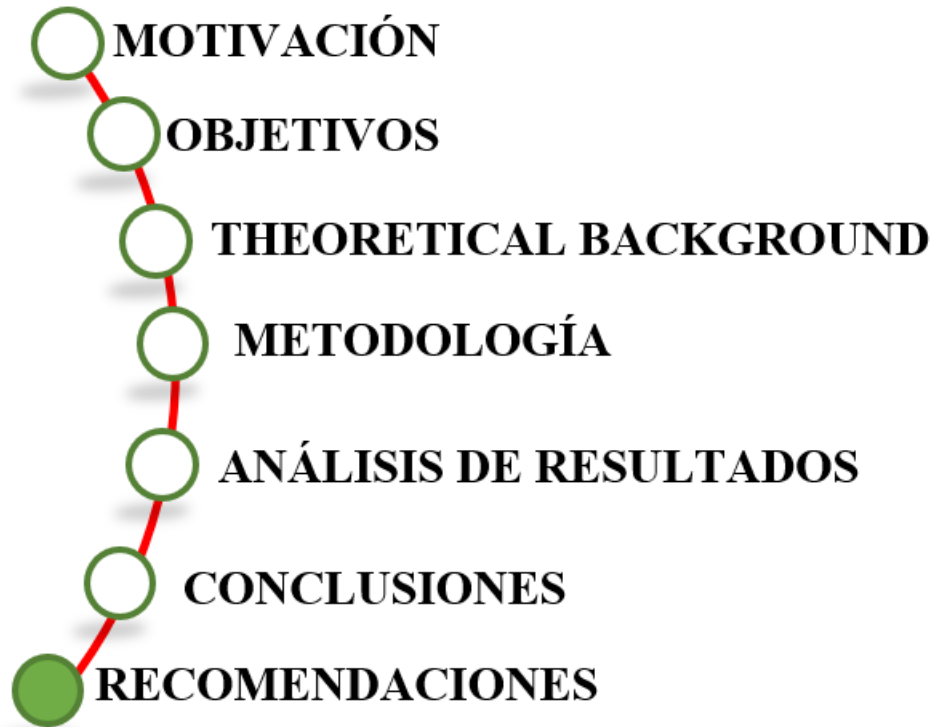 MOTIVACIÓN
OBJETIVOS
THEORETICAL BACKGROUND
METODOLOGÍA
ANÁLISIS DE RESULTADOS
CONCLUSIONES
RECOMENDACIONES